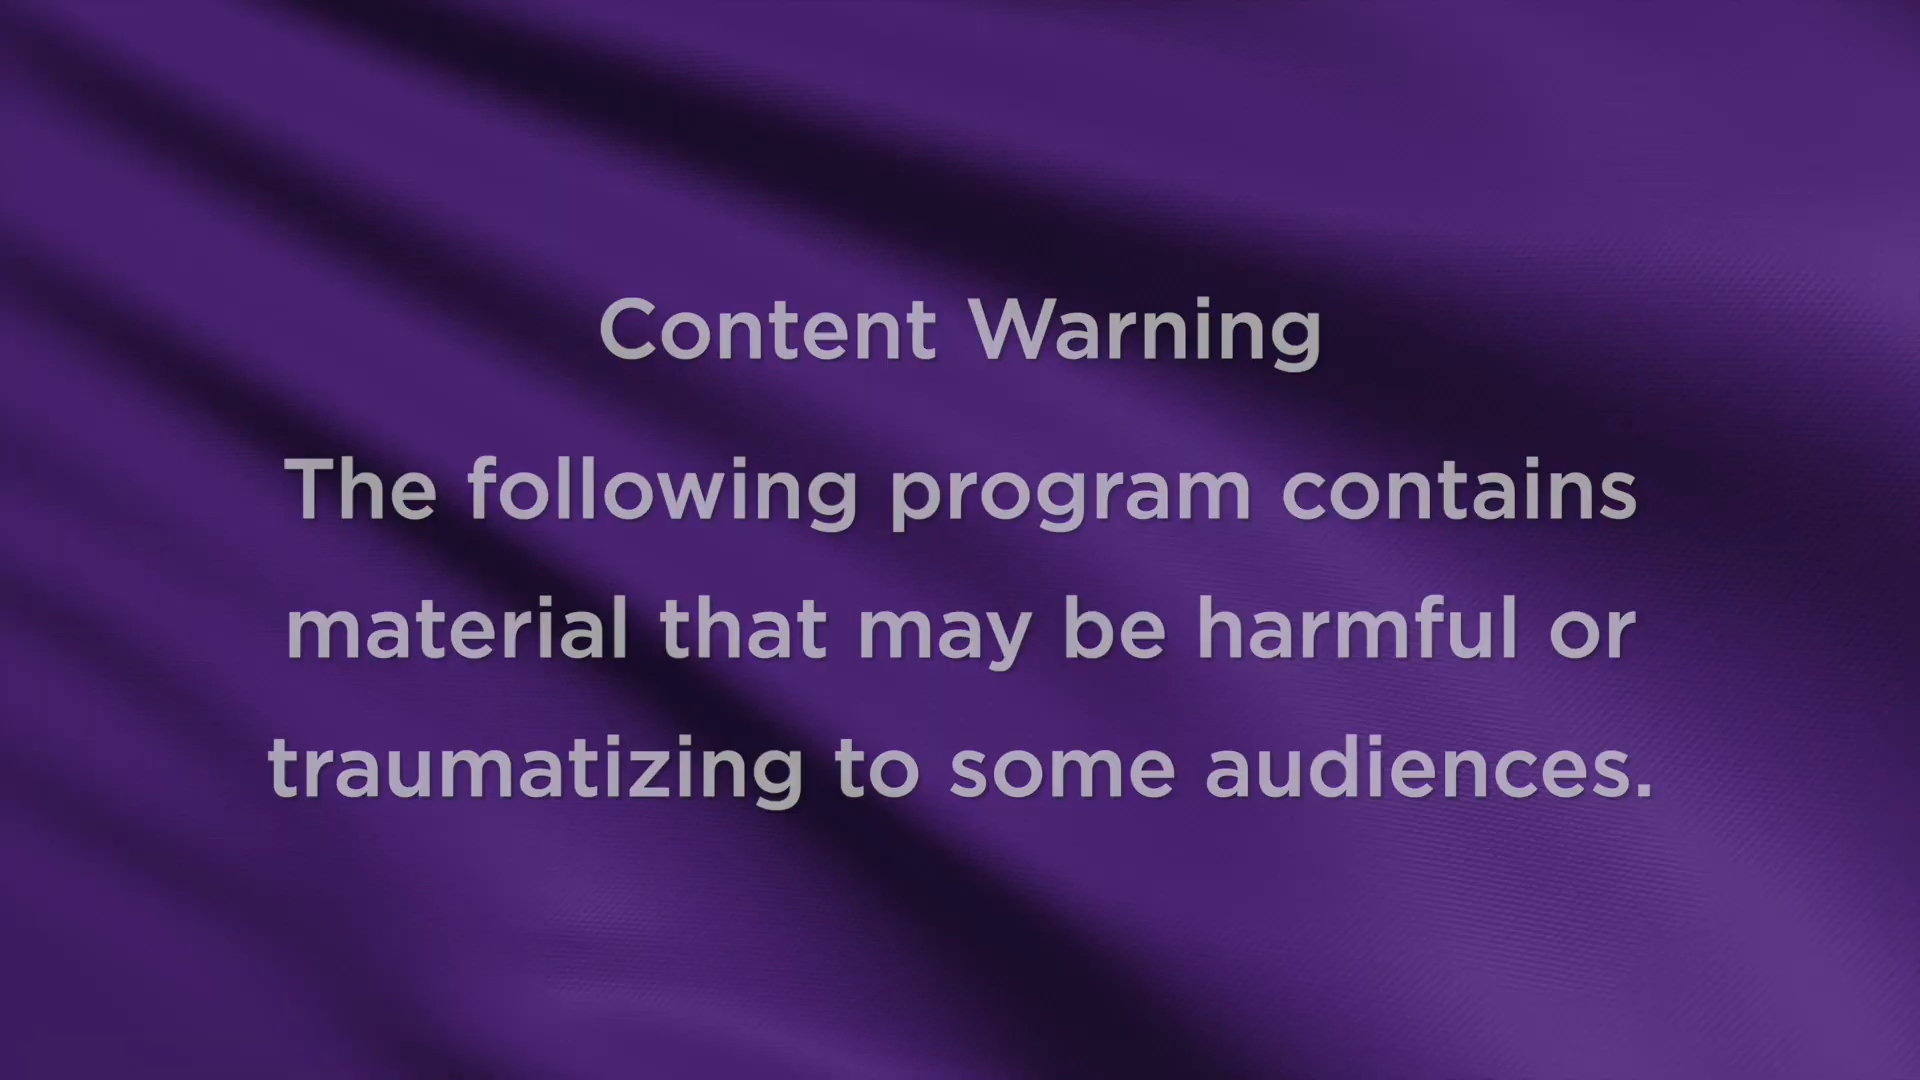 Content Warning
The following program contains
material that may be harmful or
traumatizing to some audiences.